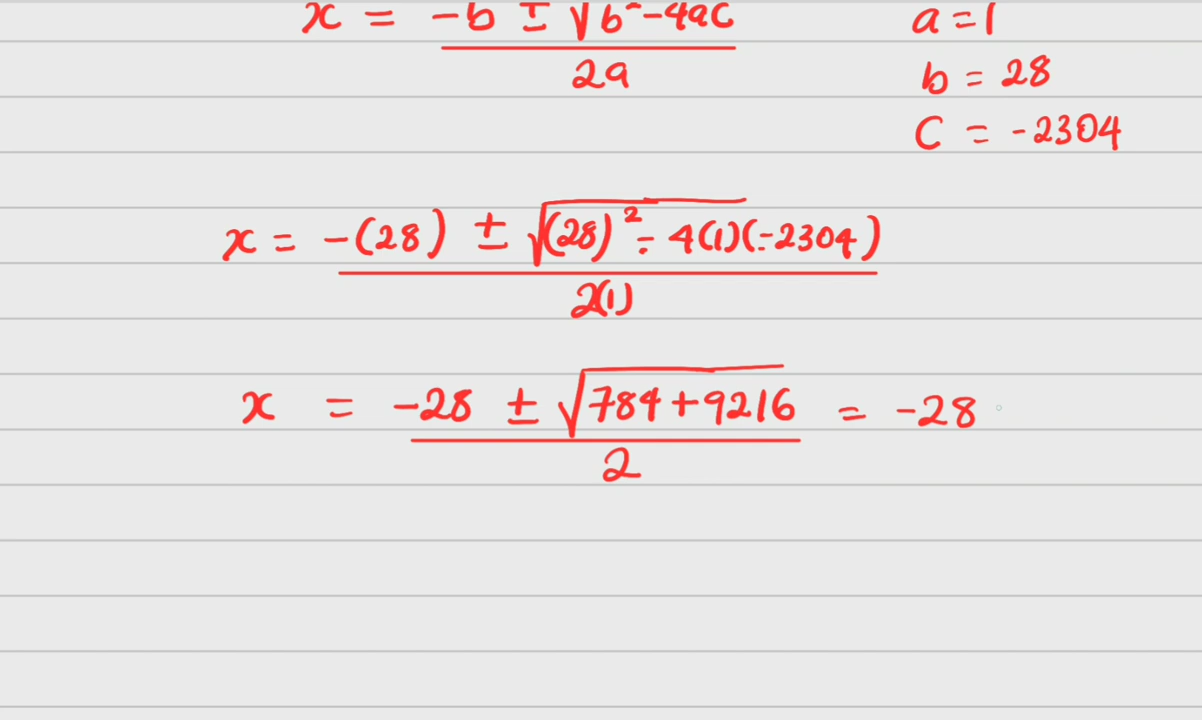 x = -b ± √b²-4ac a = 1
2a
b = 28
C = -2304
x = -(28) ± √(28)² - 4(1)(-2304)
2(1)
x = -28 ± √784+9216 = -28
2